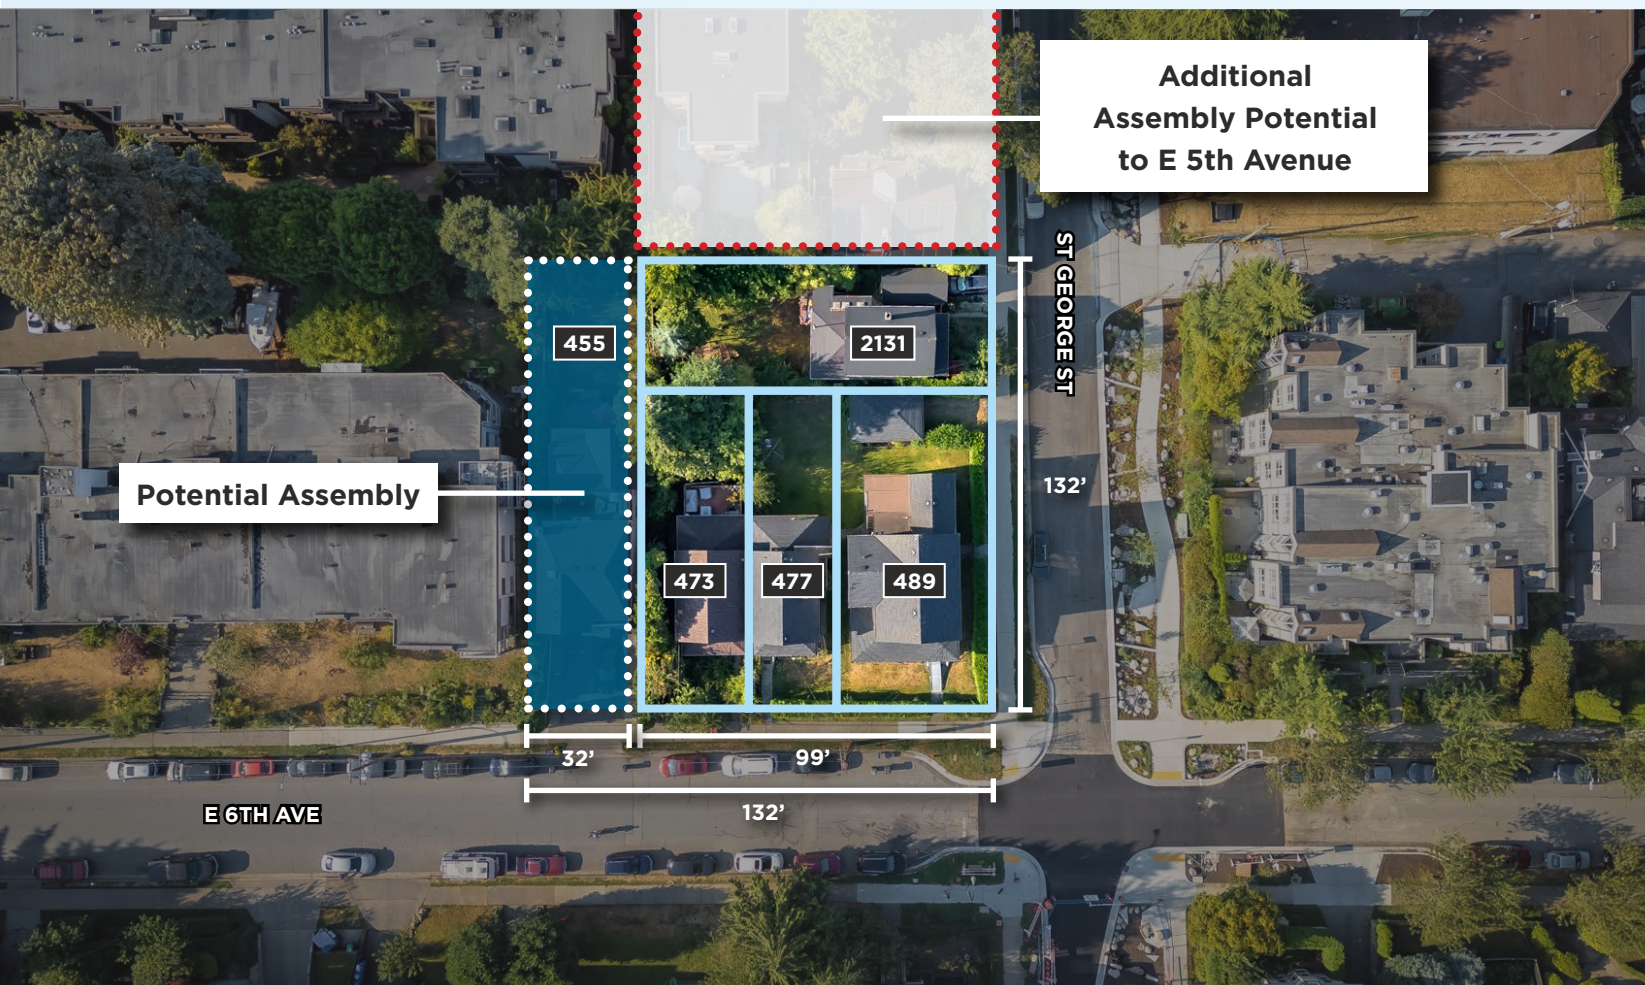 Additional
Assembly Potential
to E 5th Avenue
ST GEORGE ST
455
2131
132’
Potential Assembly
473
477
489
32’
99’
132’
E 6TH AVE